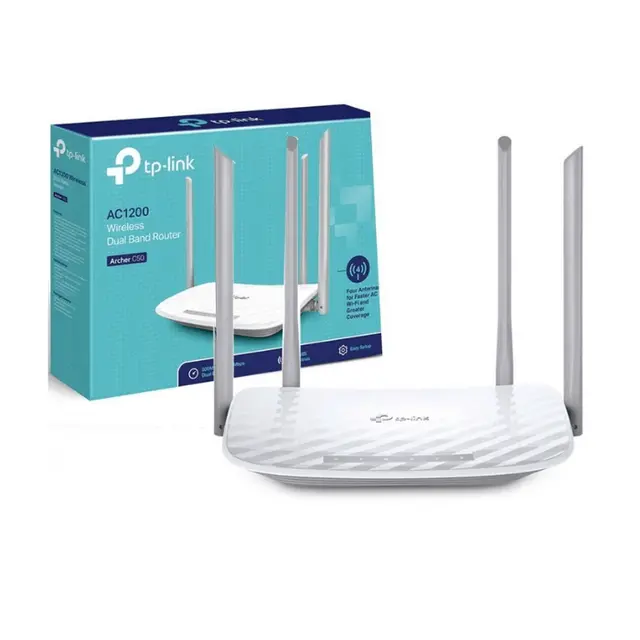 tp-link
tp-link
AC1200
Wireless
Dual Band Router
Archer C50
Four Antennas
for Faster AC
Wi-Fi and
Greater
Coverage
Easy Setup
tp-link